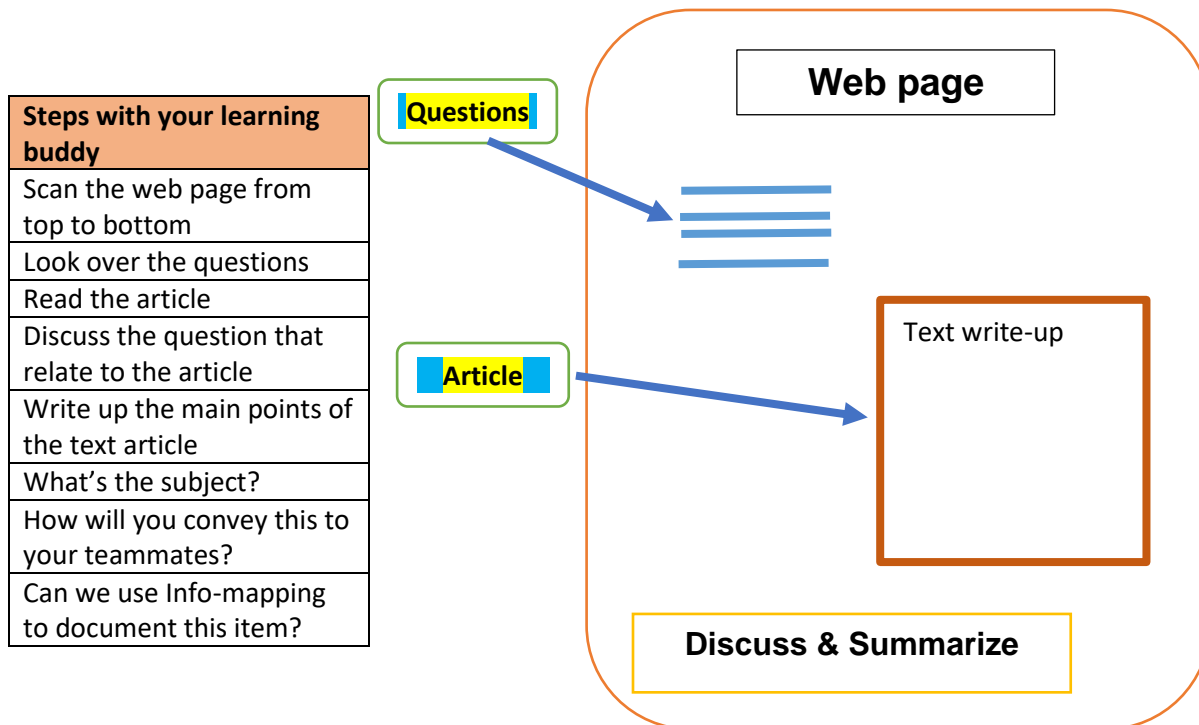 Steps with your learning
buddy
Scan the web page from
top to bottom
Look over the questions
Read the article
Discuss the question that
relate to the article
Write up the main points of
the text article
What’s the subject?
How will you convey this to
your teammates?
Can we use Info-mapping
to document this item?
Questions
Article
Web page
Text write-up
Discuss & Summarize